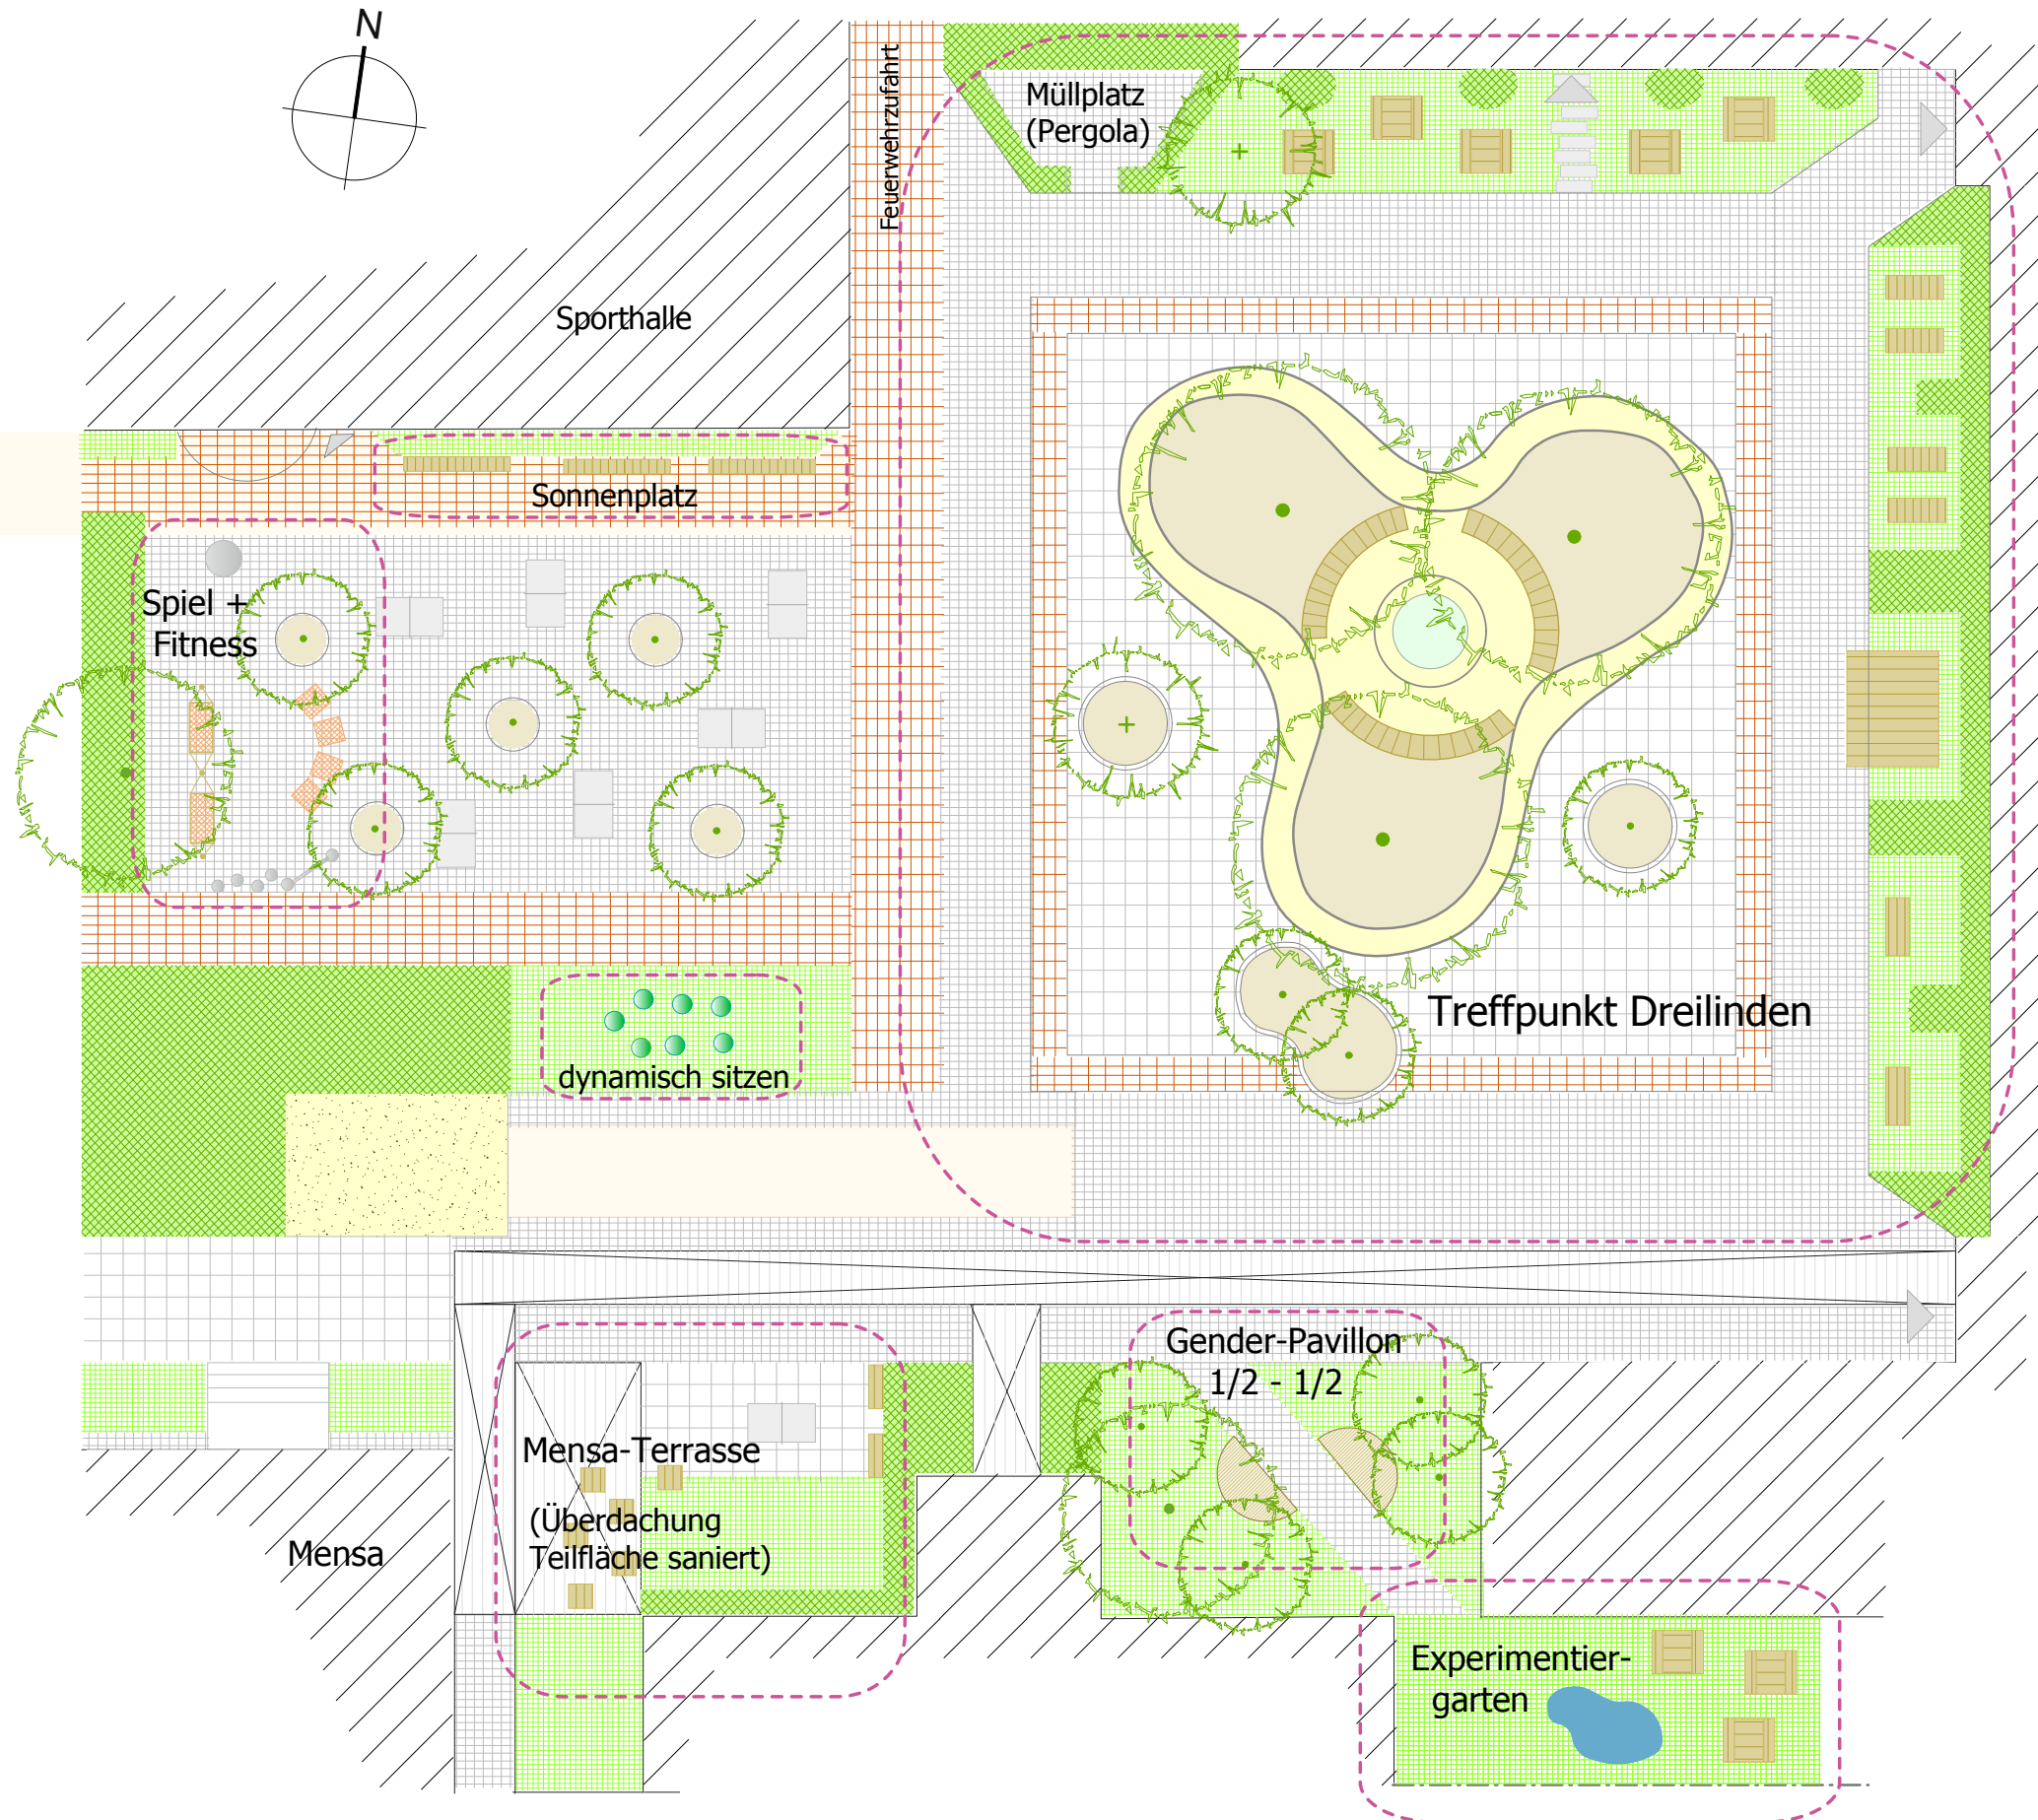 N
Feuerwehrzufahrt
Müllplatz
(Pergola)
Sporthalle
Sonnenplatz
Spiel +
Fitness
Treffpunkt Dreilinden
dynamisch sitzen
Gender-Pavillon
1/2 - 1/2
Mensa-Terrasse
(Überdachung
Teilfläche saniert)
Mensa
Experimentier-
garten